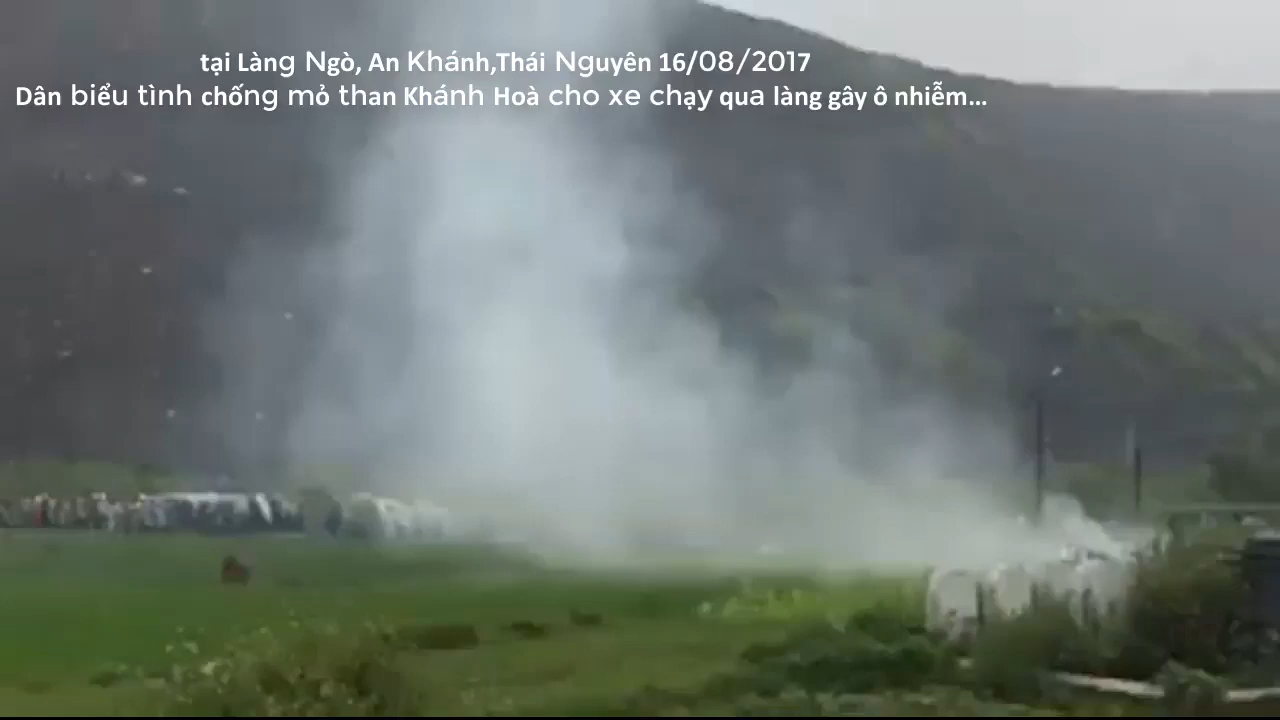 tại Làng Ngò, An Khánh,Thái Nguyên 16/08/2017
Dân biểu tình chống mỏ than Khánh Hoà cho xe chạy qua làng gây ô nhiễm...